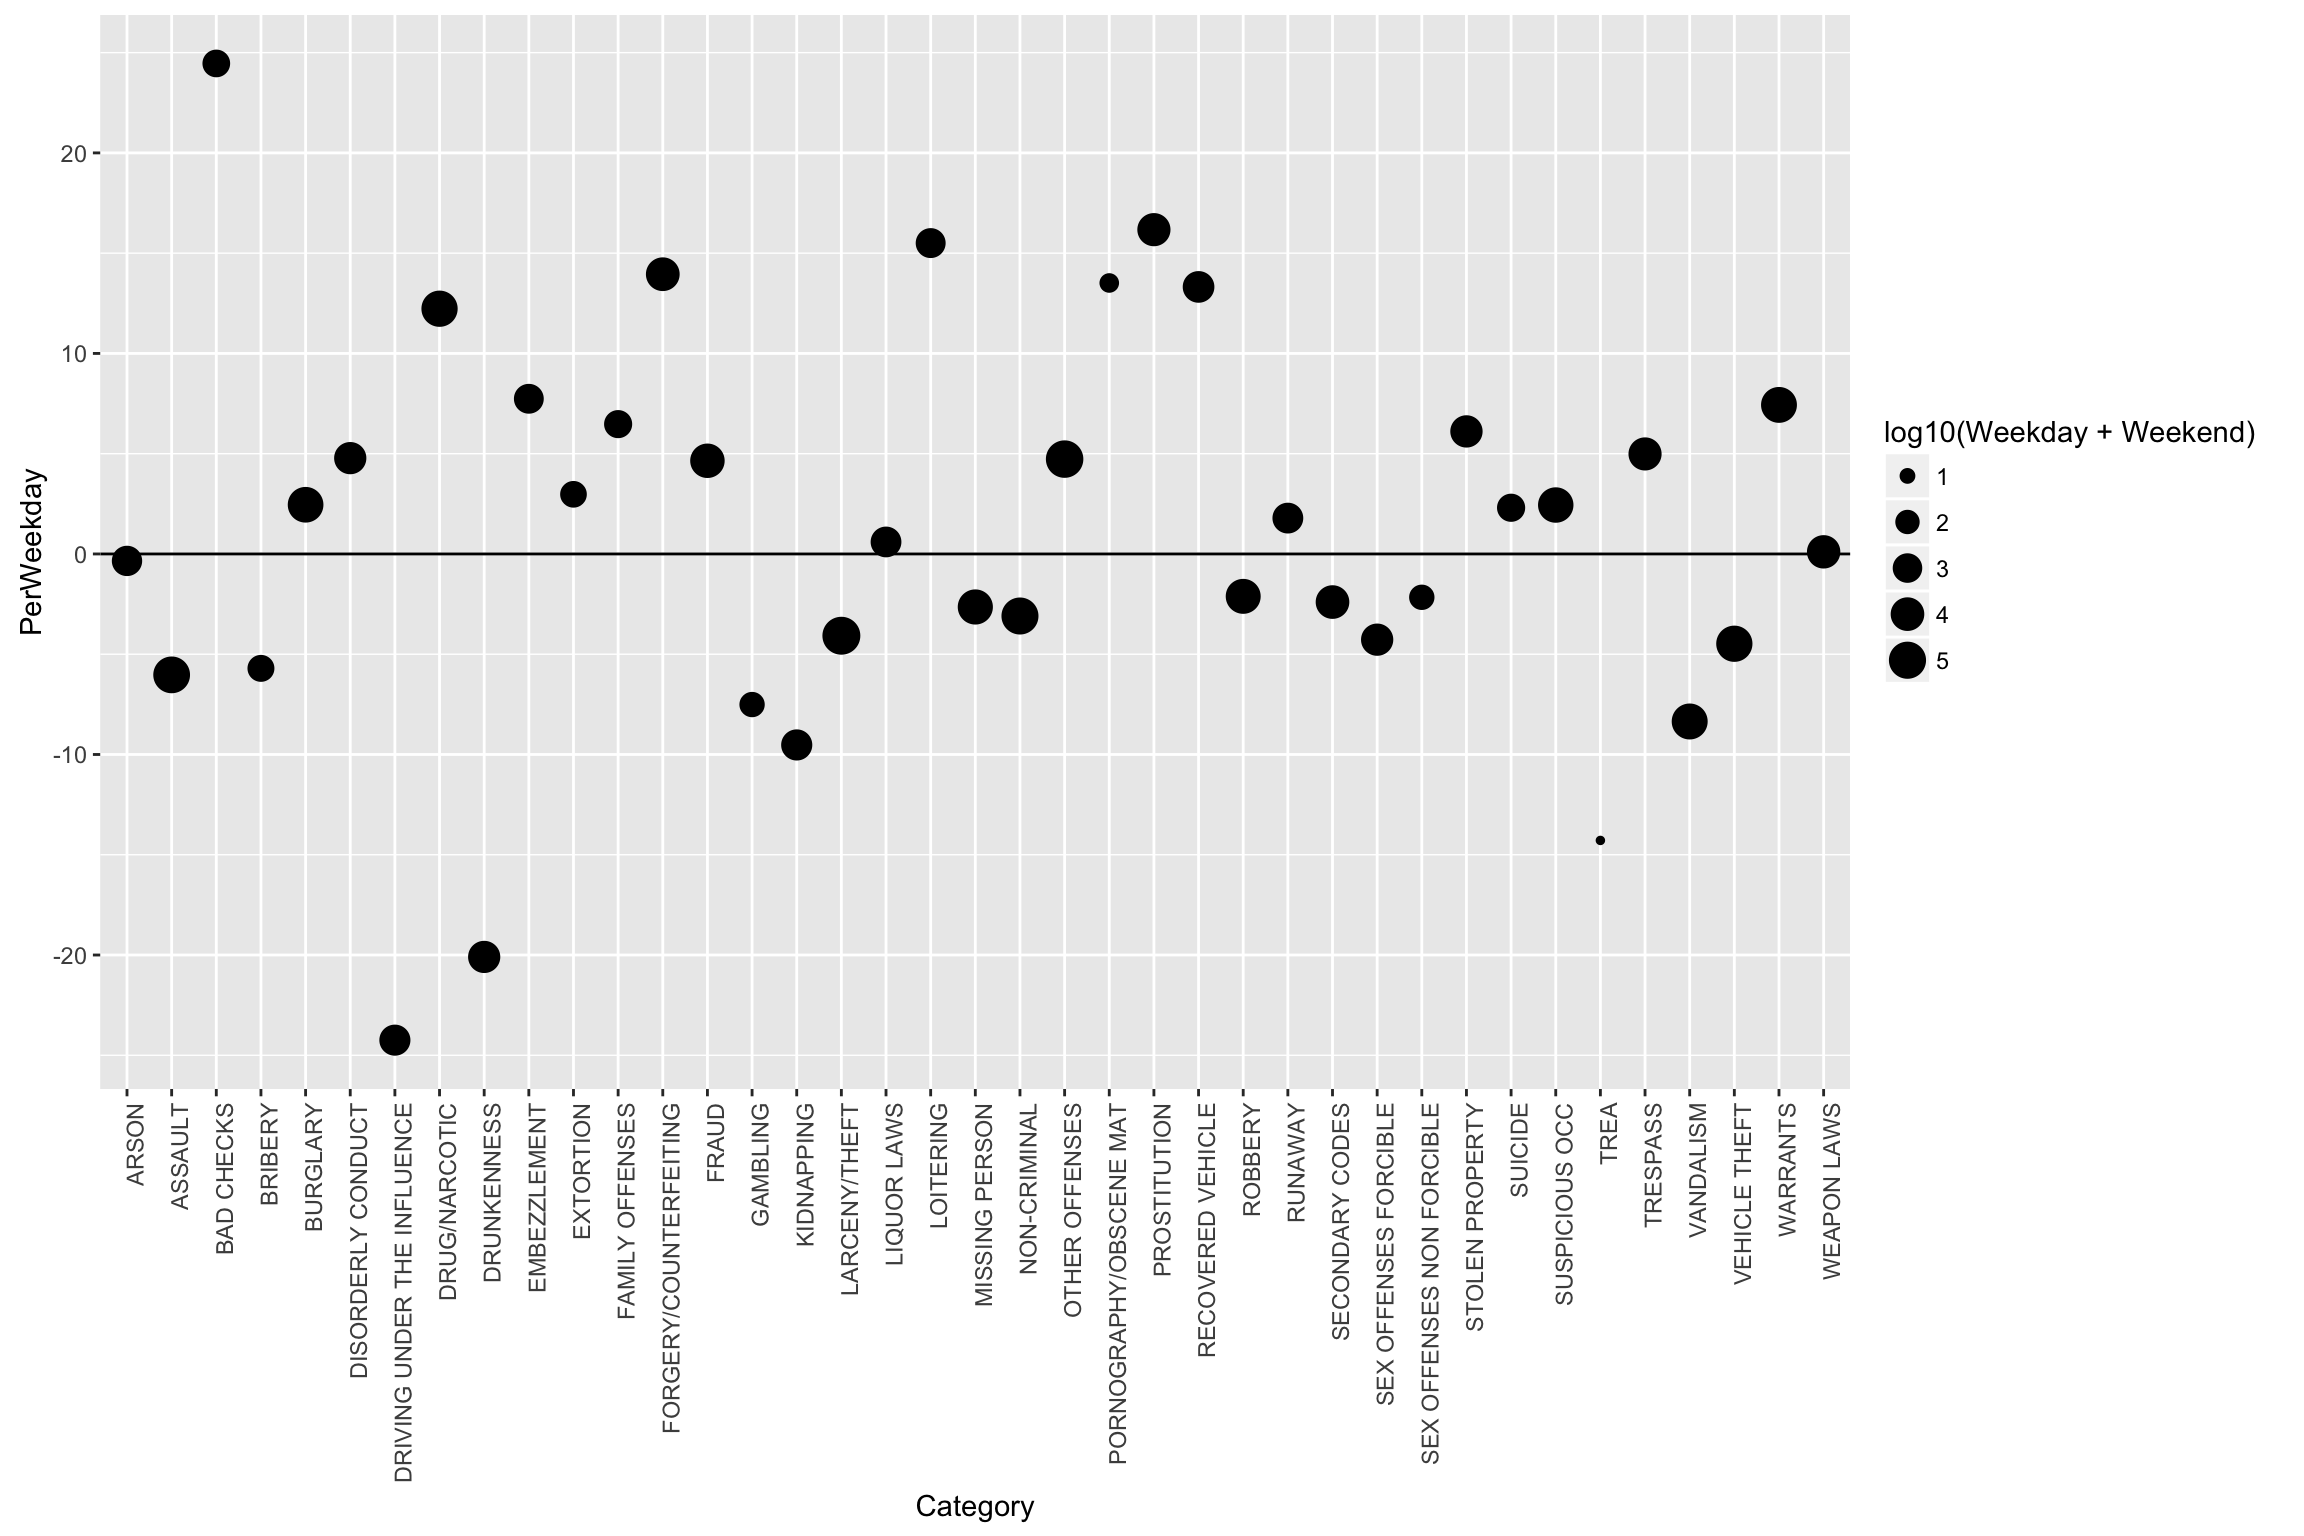 PerWeekday
20
10
0
-10
-20
ARSON
ASSAULT
BAD CHECKS
BRIBERY
BURGLARY
DISORDERLY CONDUCT
DRIVING UNDER THE INFLUENCE
DRUG/NARCOTIC
DRUNKENNESS
EMBEZZLEMENT
EXTORTION
FAMILY OFFENSES
FORGERY/COUNTERFEITING
FRAUD
GAMBLING
KIDNAPPING
LARCENY/THEFT
LIQUOR LAWS
LOITERING
MISSING PERSON
NON-CRIMINAL
OTHER OFFENSES
PORNOGRAPHY/OBSCENE MAT
PROSTITUTION
RECOVERED VEHICLE
ROBBERY
RUNAWAY
SECONDARY CODES
SEX OFFENSES FORCIBLE
SEX OFFENSES NON FORCIBLE
STOLEN PROPERTY
SUICIDE
SUSPICIOUS OCC
TREA
TRESPASS
VANDALISM
VEHICLE THEFT
WARRANTS
WEAPON LAWS
Category
log10(Weekday + Weekend)
1
2
3
4
5